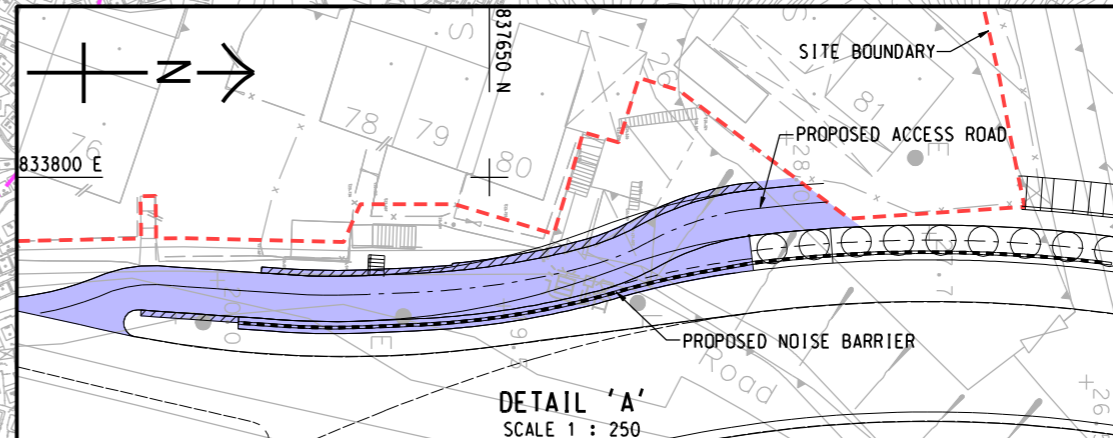 837650 N
SITE BOUNDARY
N
PROPOSED ACCESS ROAD
833800 E
76
78
79
80
81
26
E
E
PROPOSED NOISE BARRIER
Road
DETAIL 'A'
SCALE 1 : 250